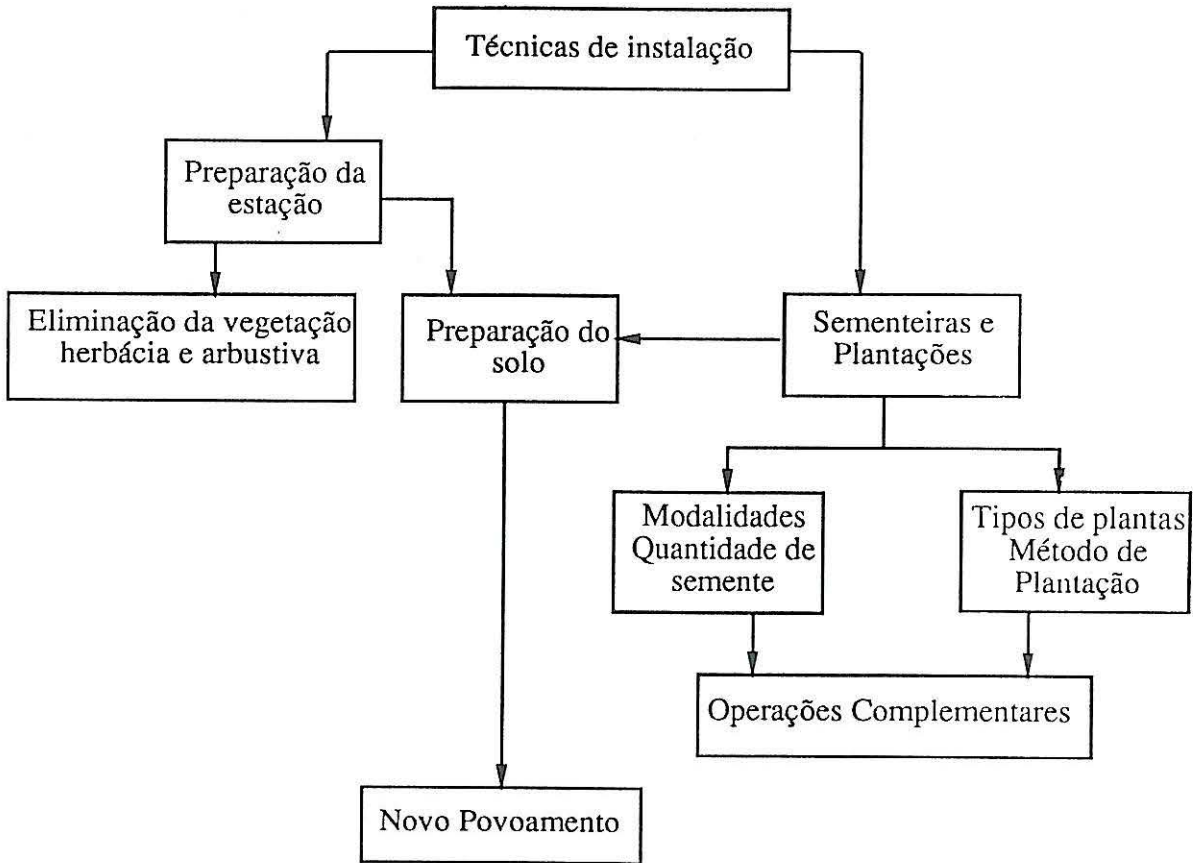 Técnicas de instalação
Preparação da
estação
Eliminação da vegetação
herbácia e arbustiva
Preparação do
solo
Sementeiras e
Plantações
Modalidades
Quantidade de
semente
Tipos de plantas
Método de
Plantação
Operações Complementares
Novo Povoamento